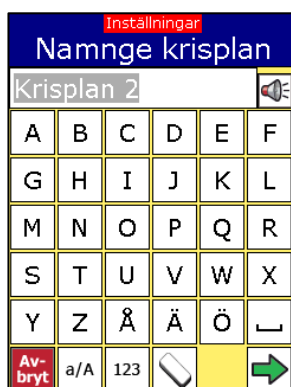 Inställningar
Namnge krisplan
Krisplan 2
A B C D E F
G H I J K L
M N O P Q R
S T U V W X
Y Z Å Ä Ö
Av-
bryt a/A 123